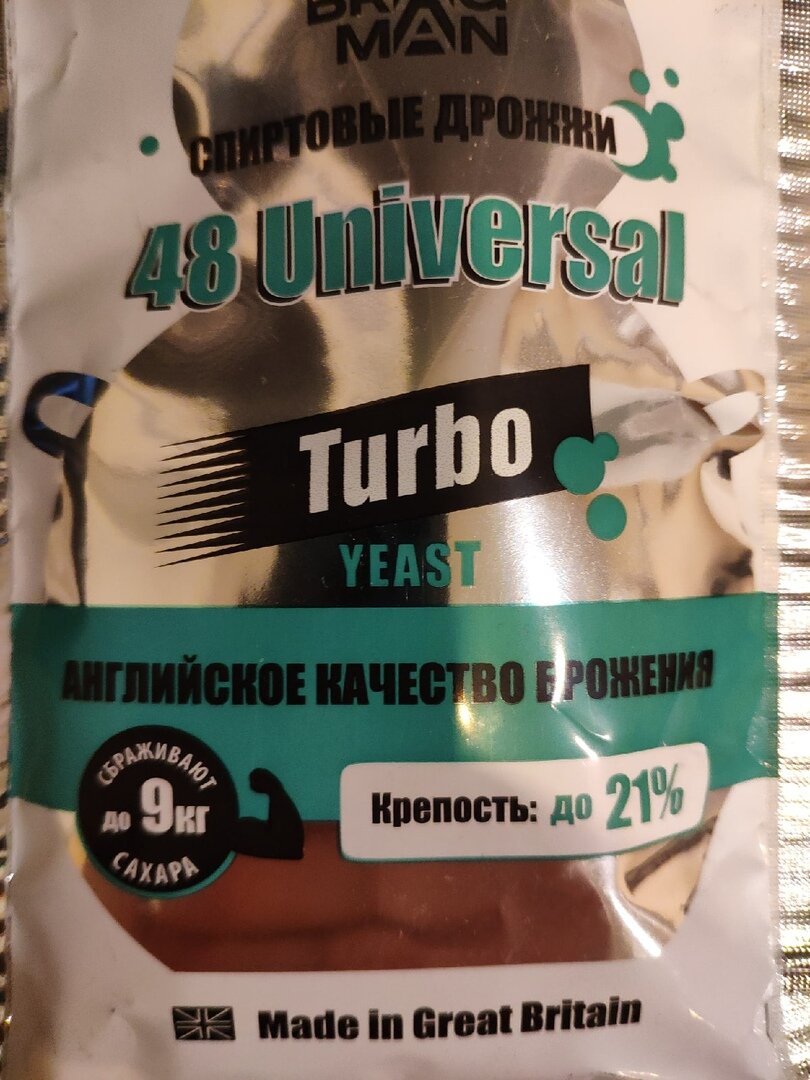 BRAG
MAN
СПИРТОВЫЕ ДРОЖЖИ
48 Universal
Turbo
YEAST
АНГЛИЙСКОЕ КАЧЕСТВО БРОЖЕНИЯ
СБРАЖИВАЮТ
до 9кг
САХАРА
Крепость: до 21%
Made in Great Britain